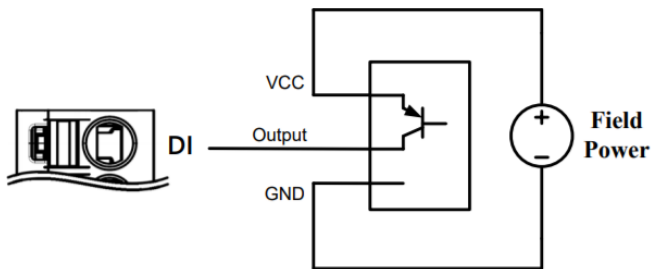 VCC
DI
Output
GND
+
−
Field
Power